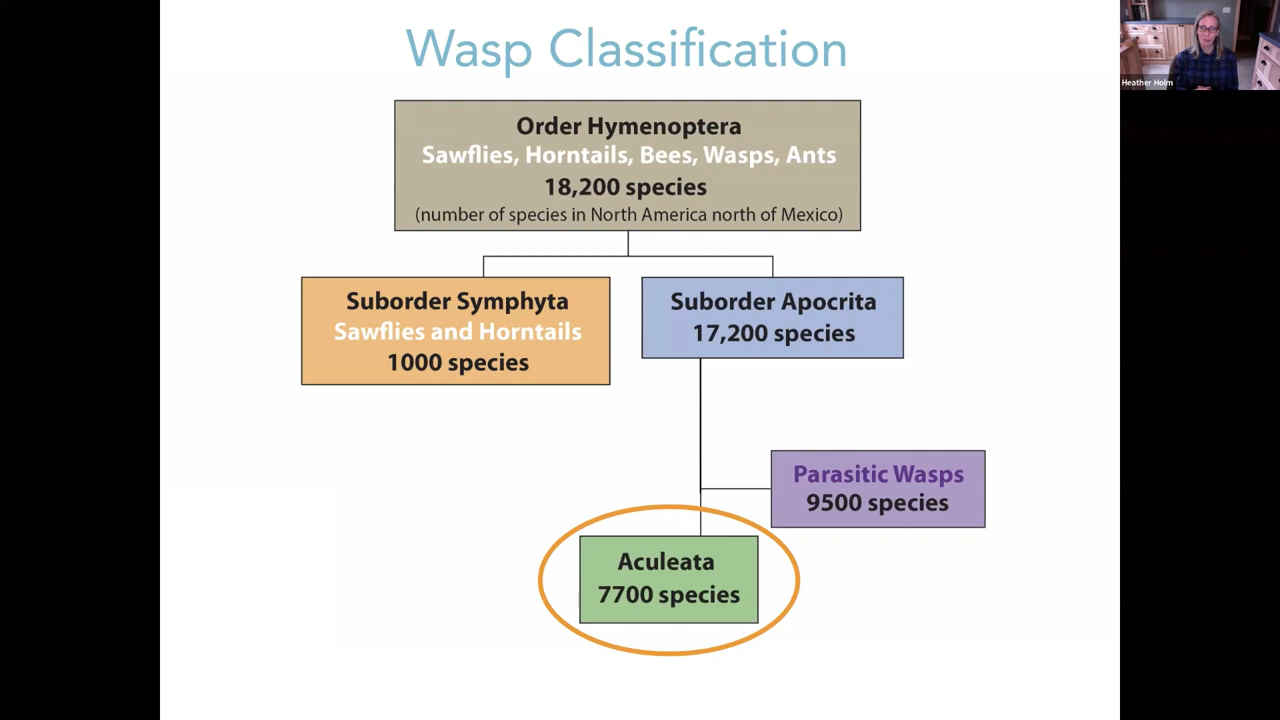 Wasp Classification
Heather Holm
Order Hymenoptera
Sawflies, Horntails, Bees, Wasps, Ants
18,200 species
(number of species in North America north of Mexico)
Suborder Symphyta
Sawflies and Horntails
1000 species
Suborder Apocrita
17,200 species
Parasitic Wasps
9500 species
Aculeata
7700 species